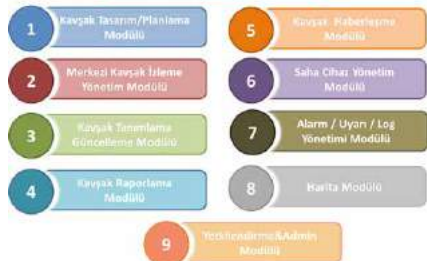 1
Kavşak Tasarım/Planlama
Modülü
2
Merkezi Kavşak İzleme
Yönetim Modülü
3
Kavşak Tanımlama
Güncelleme Modülü
4
Kavşak Raporlama
Modülü
5
Kavşak Haberleşme
Modülü
6
Saha Cihaz Yönetim
Modülü
7
Alarm / Uyarı / Log
Yönetimi Modülü
8
Harita Modülü
9
Yetkilendirme&Admin
Modülü